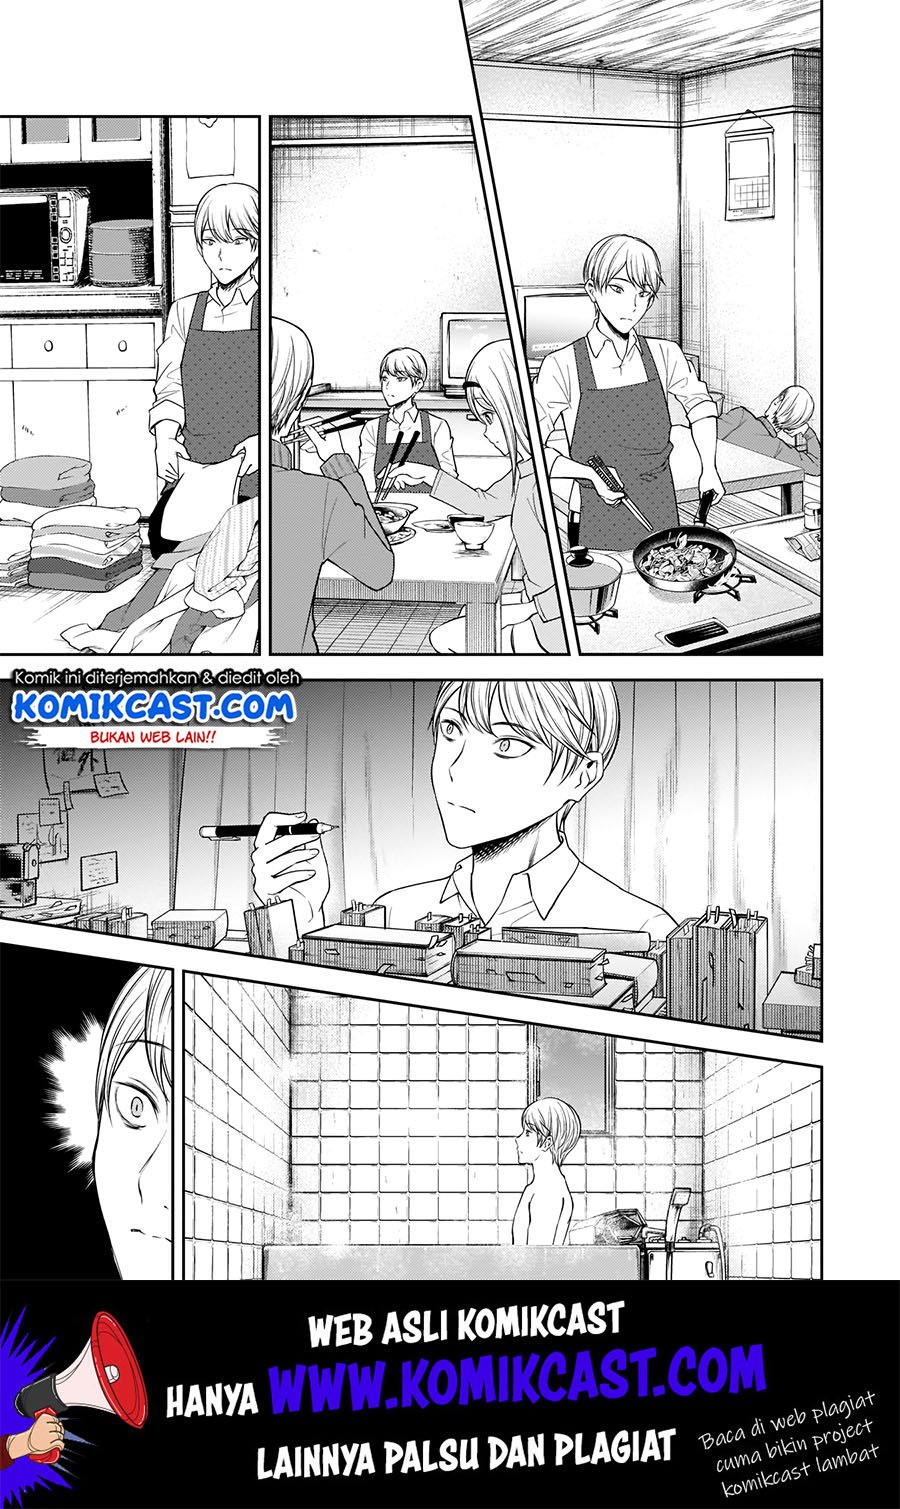 Komik ini diterjemahkan & diedit oleh
KOMIKCAST.COM
BUKAN WEB LAIN!!
WEB ASLI KOMIKCAST
HANYA WWW.KOMIKCAST.COM
LAINNYA PALSU DAN PLAGIAT
Baca di web plagiat
cuma bikin project
komikcast lambat